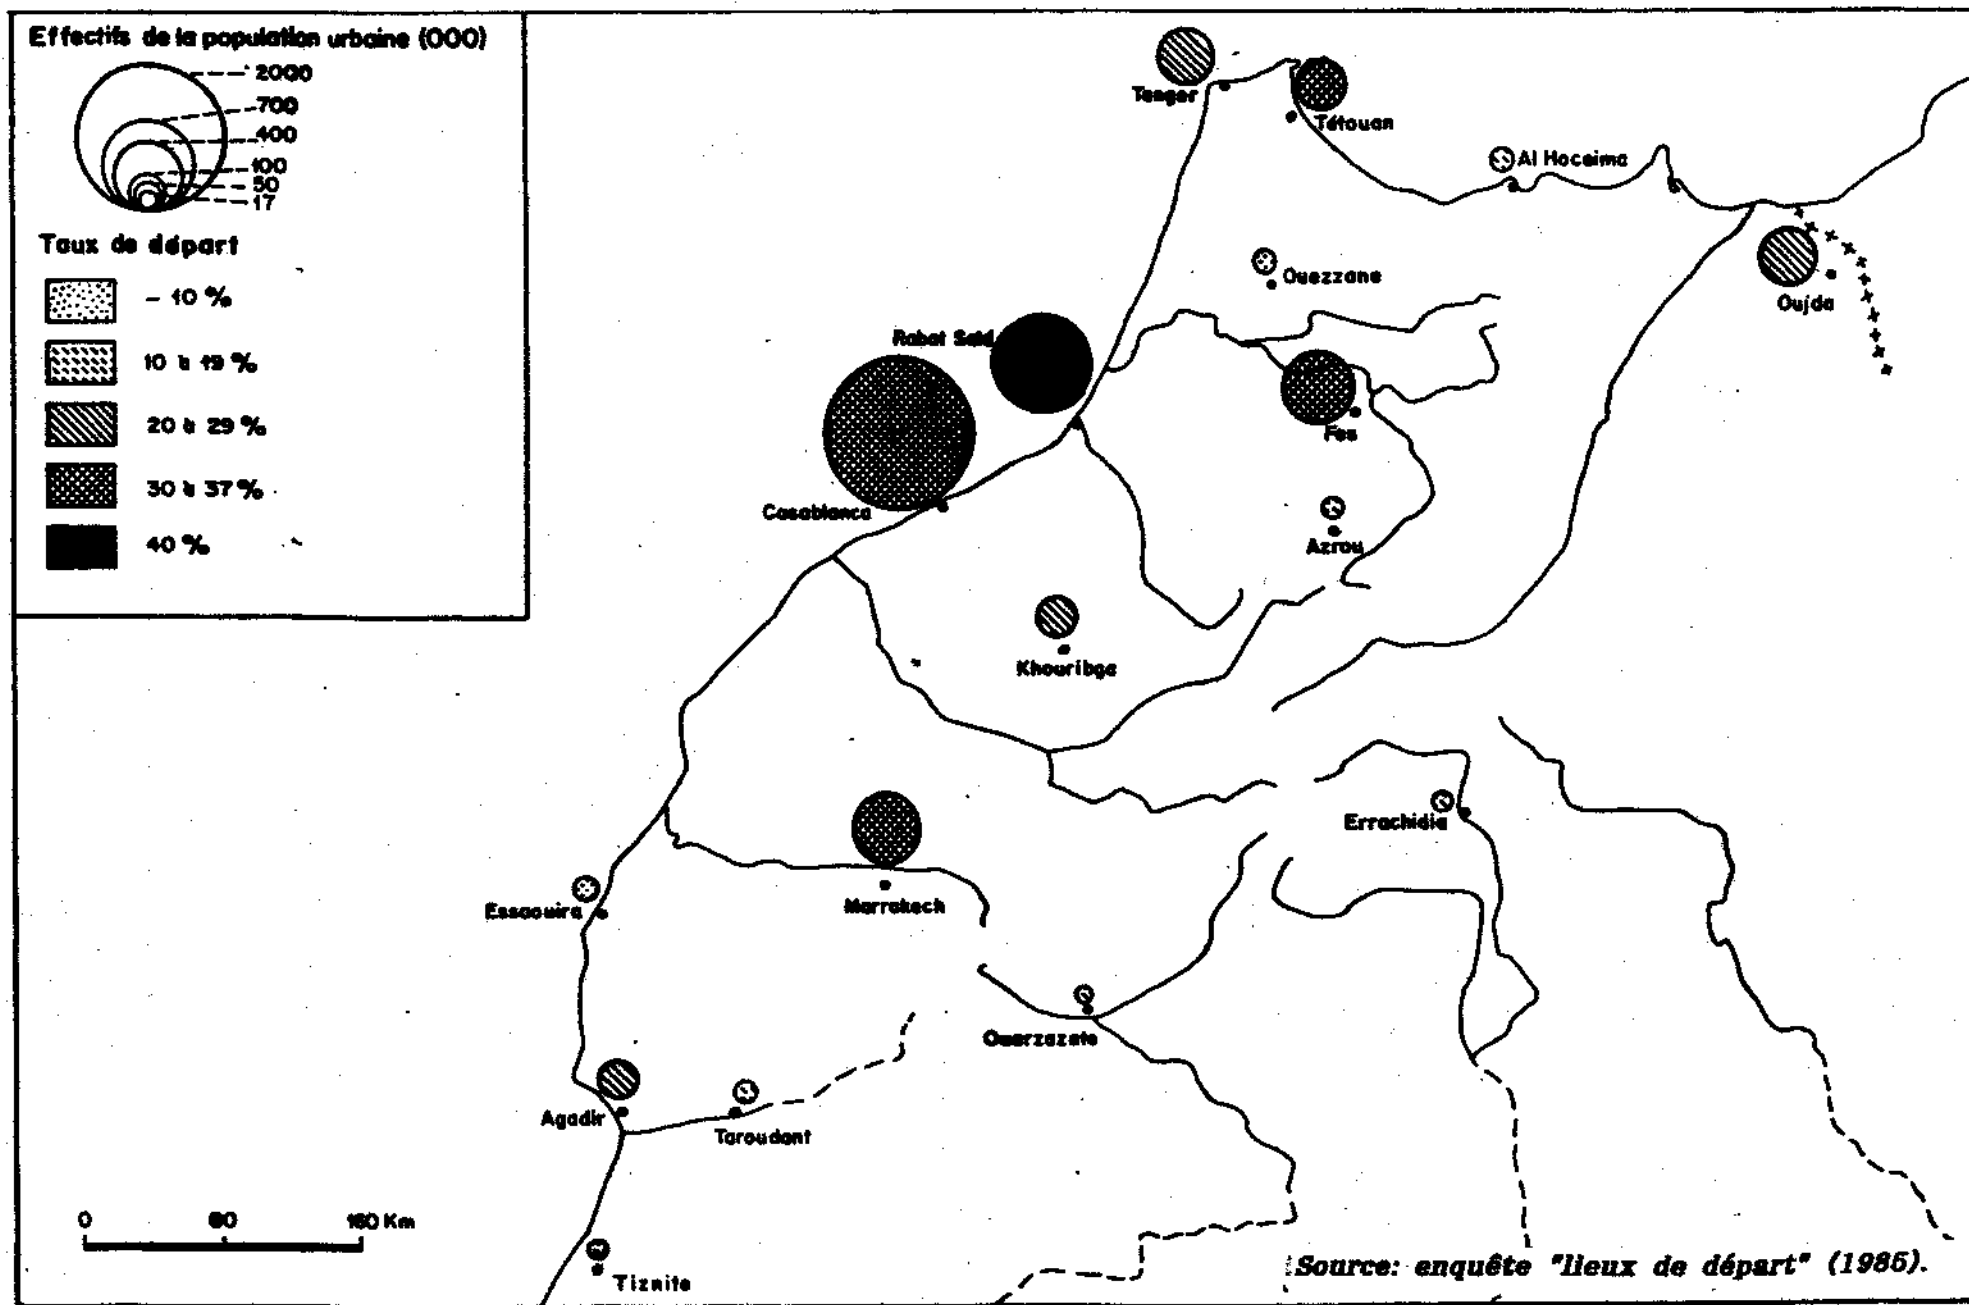 Effectifs de la population urbaine (000)
2000
700
400
100
50
17
Taux de départ
- 10 %
10 à 19 %
20 à 29 %
30 à 37 %
40 %
Tanger
Tétouan
Al Hoceima
Ouezzane
Oujda
Rabat Salé
Fes
Casablanca
Azrou
Khouribga
Errachidia
Essaouira
Marrakech
Ouarzazate
Agadir
Taroudant
0 80 160 Km
Tiznite
Source: enquête "lieux de départ" (1985).